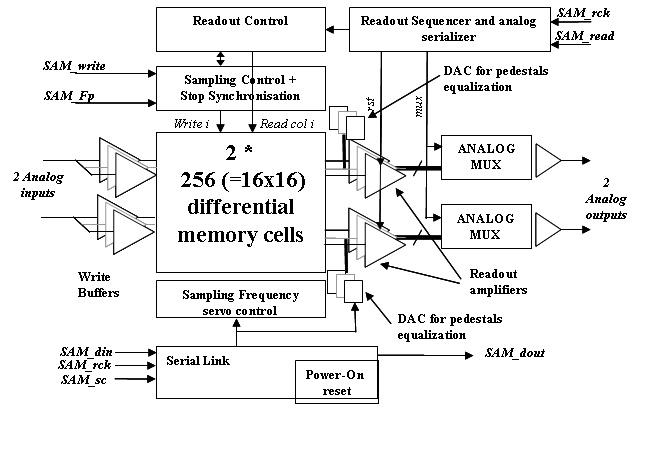 Readout Control
Readout Sequencer and analog
serializer
SAM_rck
SAM_read
SAM_write
SAM_Fp
Sampling Control +
Stop Synchronisation
DAC for pedestals
equalization
rst
mux
Write i
Read col i
2 *
256 (=16x16)
differential
memory cells
2 Analog
inputs
ANALOG
MUX
ANALOG
MUX
2
Analog
outputs
Write
Buffers
Readout
amplifiers
Sampling Frequency
servo control
DAC for pedestals
equalization
SAM_din
SAM_rck
SAM_sc
Serial Link
Power-On
reset
SAM_dout